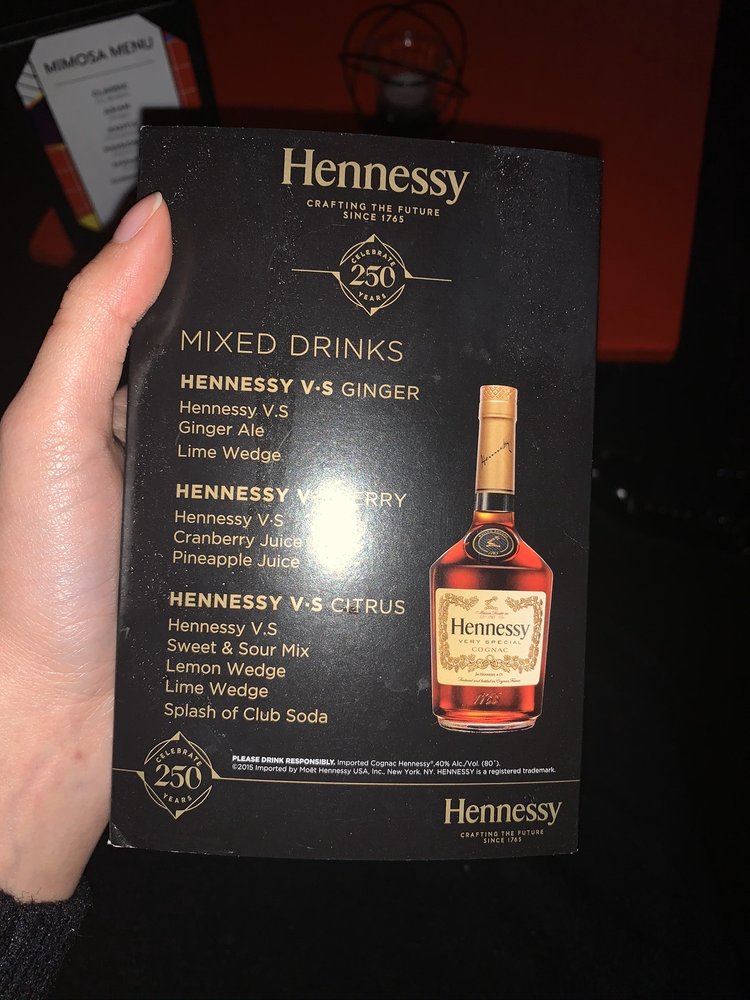 MIMOSA MENU
CLASSIC
Hennessy
CRAFTING THE FUTURE
SINCE 1765
CELEBRATE
250
YEARS
MIXED DRINKS
HENNESSY V·S GINGER
Hennessy V.S
Ginger Ale
Lime Wedge
HENNESSY ERRY
Hennessy V·S
Cranberry Juice
Pineapple Juice
HENNESSY V·S CITRUS
Hennessy V.S
Sweet & Sour Mix
Lemon Wedge
Lime Wedge
Splash of Club Soda
Hennessy
Hennessy
VERY SPECIAL
COGNAC
1765
CELEBRATE
250
YEARS
PLEASE DRINK RESPONSIBLY. Imported Cognac Hennessy®,40% Alc./Vol. (80˚).
©2015 Imported by Moët Hennessy USA, Inc., New York, NY. HENNESSY is a registered trademark.
Hennessy
CRAFTING THE FUTURE
SINCE 1765